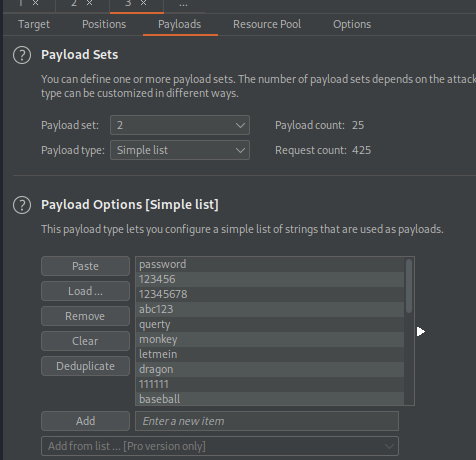 1 × 2 × 3 × ...
Target Positions Payloads Resource Pool Options
? Payload Sets
You can define one or more payload sets. The number of payload sets depends on the attack
type can be customized in different ways.
Payload set: 2 Payload count: 25
Payload type: Simple list Request count: 425
? Payload Options [Simple list]
This payload type lets you configure a simple list of strings that are used as payloads.
Paste
Load ...
Remove
Clear
Deduplicate
password
123456
12345678
abc123
querty
monkey
letmein
dragon
111111
baseball
Add Enter a new item
Add from list ... [Pro version only]